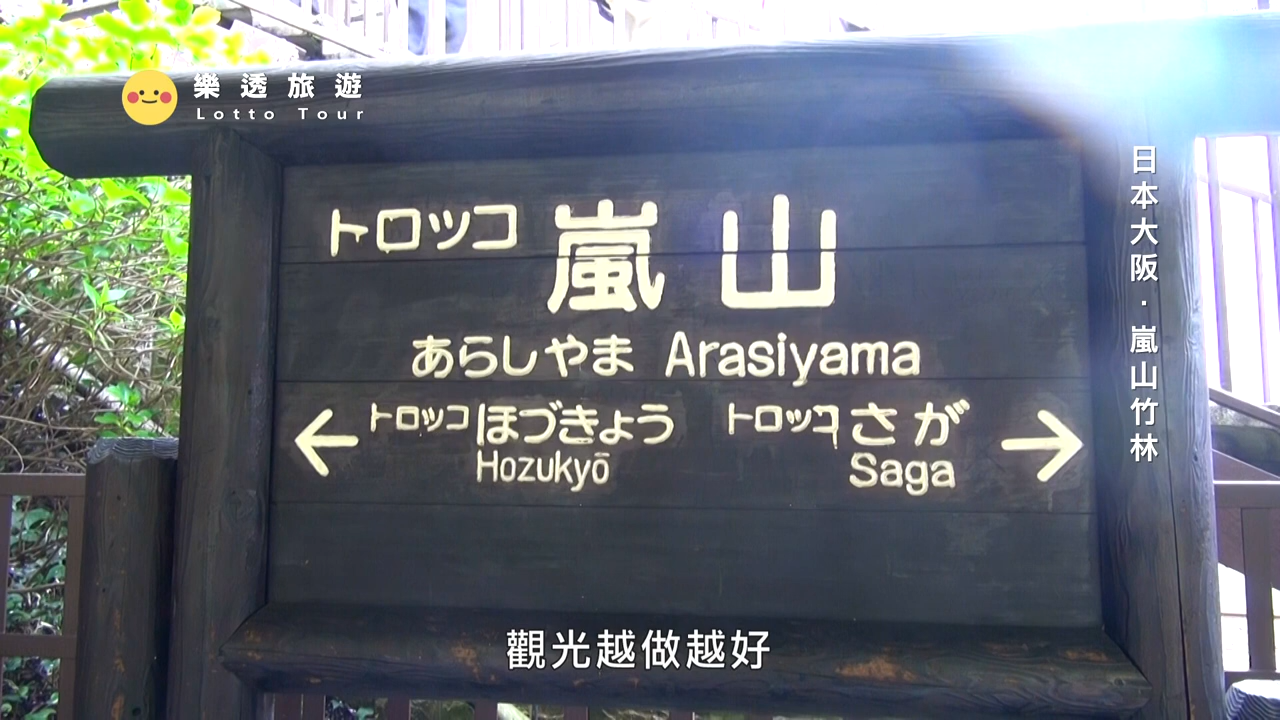 樂透旅遊
Lotto Tour
トロッコ 嵐山
あらしやま Arasiyama
← トロッコ ほづきょう トロッコ さが →
Hozukyō Saga
日本大阪·嵐山竹林
觀光越做越好